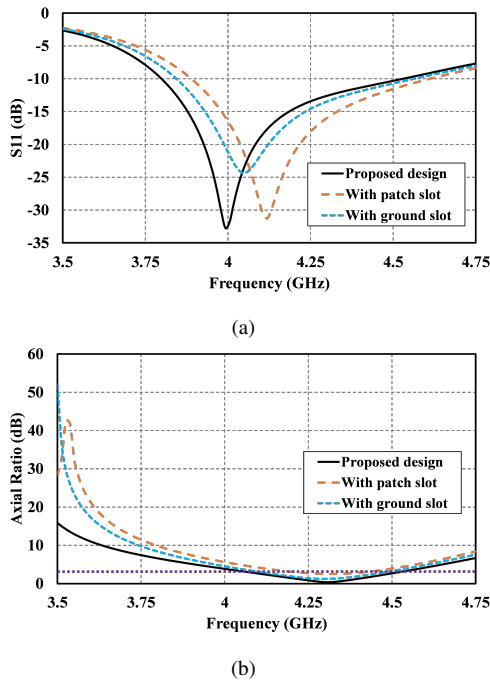 0
-5
-10
-15
-20
-25
-30
-35
S11 (dB)
Proposed design
With patch slot
With ground slot
3.5 3.75 4 4.25 4.5 4.75
Frequency (GHz)
(a)
60
50
40
30
20
10
0
Axial Ratio (dB)
Proposed design
With patch slot
With ground slot
3.5 3.75 4 4.25 4.5 4.75
Frequency (GHz)
(b)